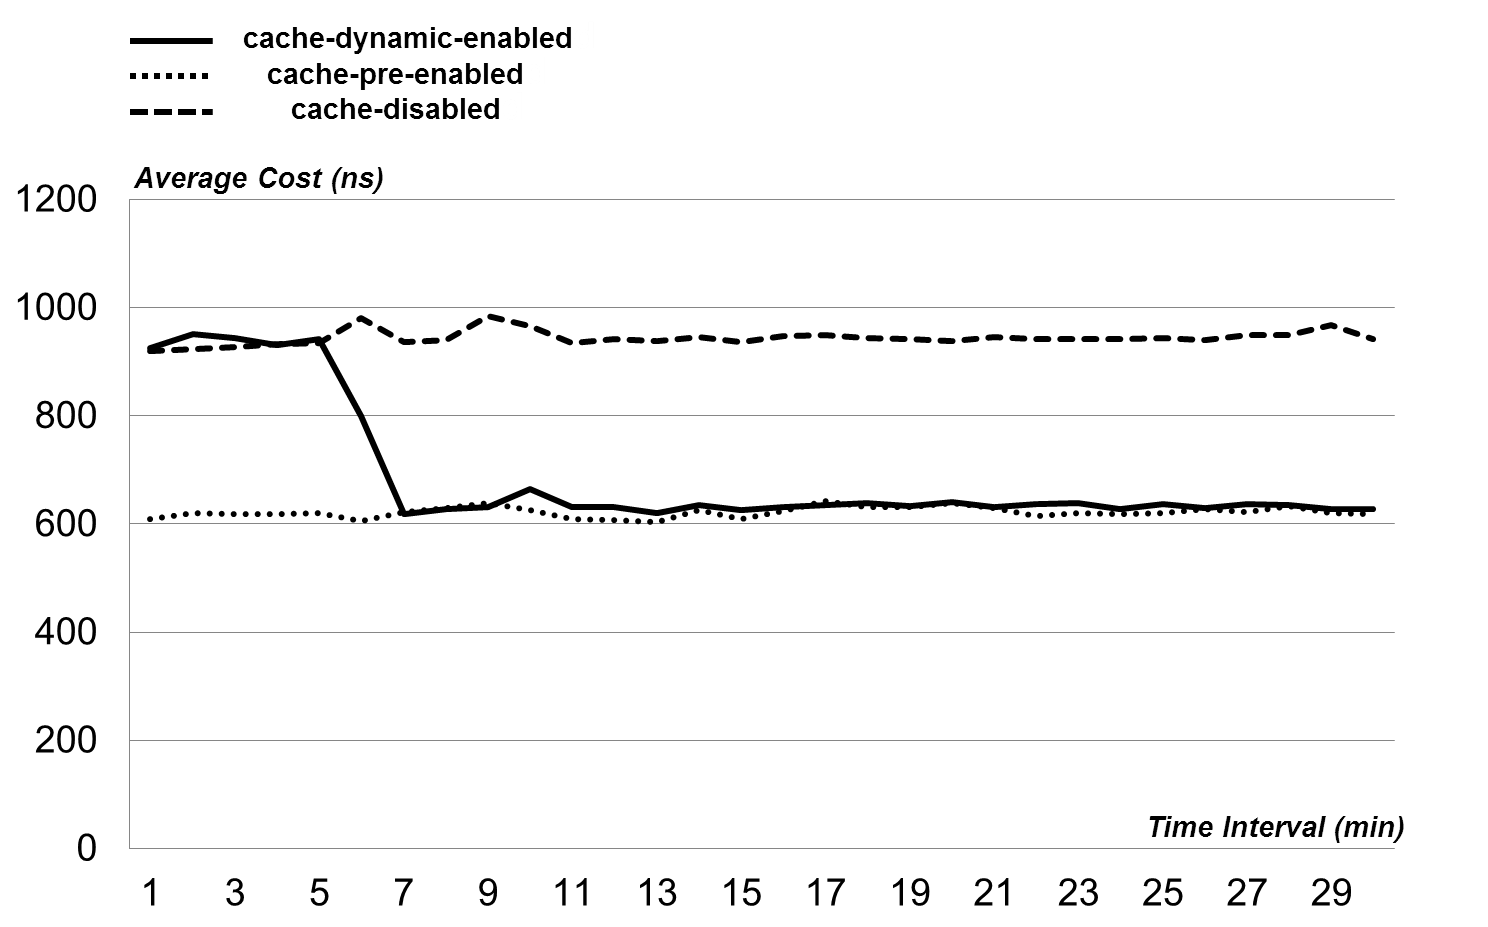 cache-dynamic-enabled
cache-pre-enabled
cache-disabled
Average Cost (ns)
1200
1000
800
600
400
200
0
Time Interval (min)
1 3 5 7 9 11 13 15 17 19 21 23 25 27 29